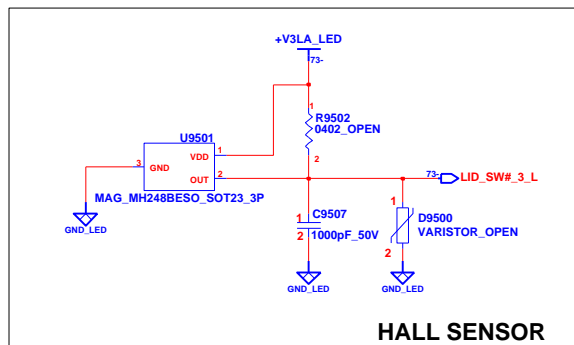 +V3LA_LED
73-
1
R9502
0402_OPEN
2
U9501
3 GND VDD 1
OUT 2
MAG_MH248BESO_SOT23_3P
GND_LED
73- LID_SW#_3_L
1 C9507
2 1000pF_50V
GND_LED
1 D9500
VARISTOR_OPEN
2
GND_LED
HALL SENSOR